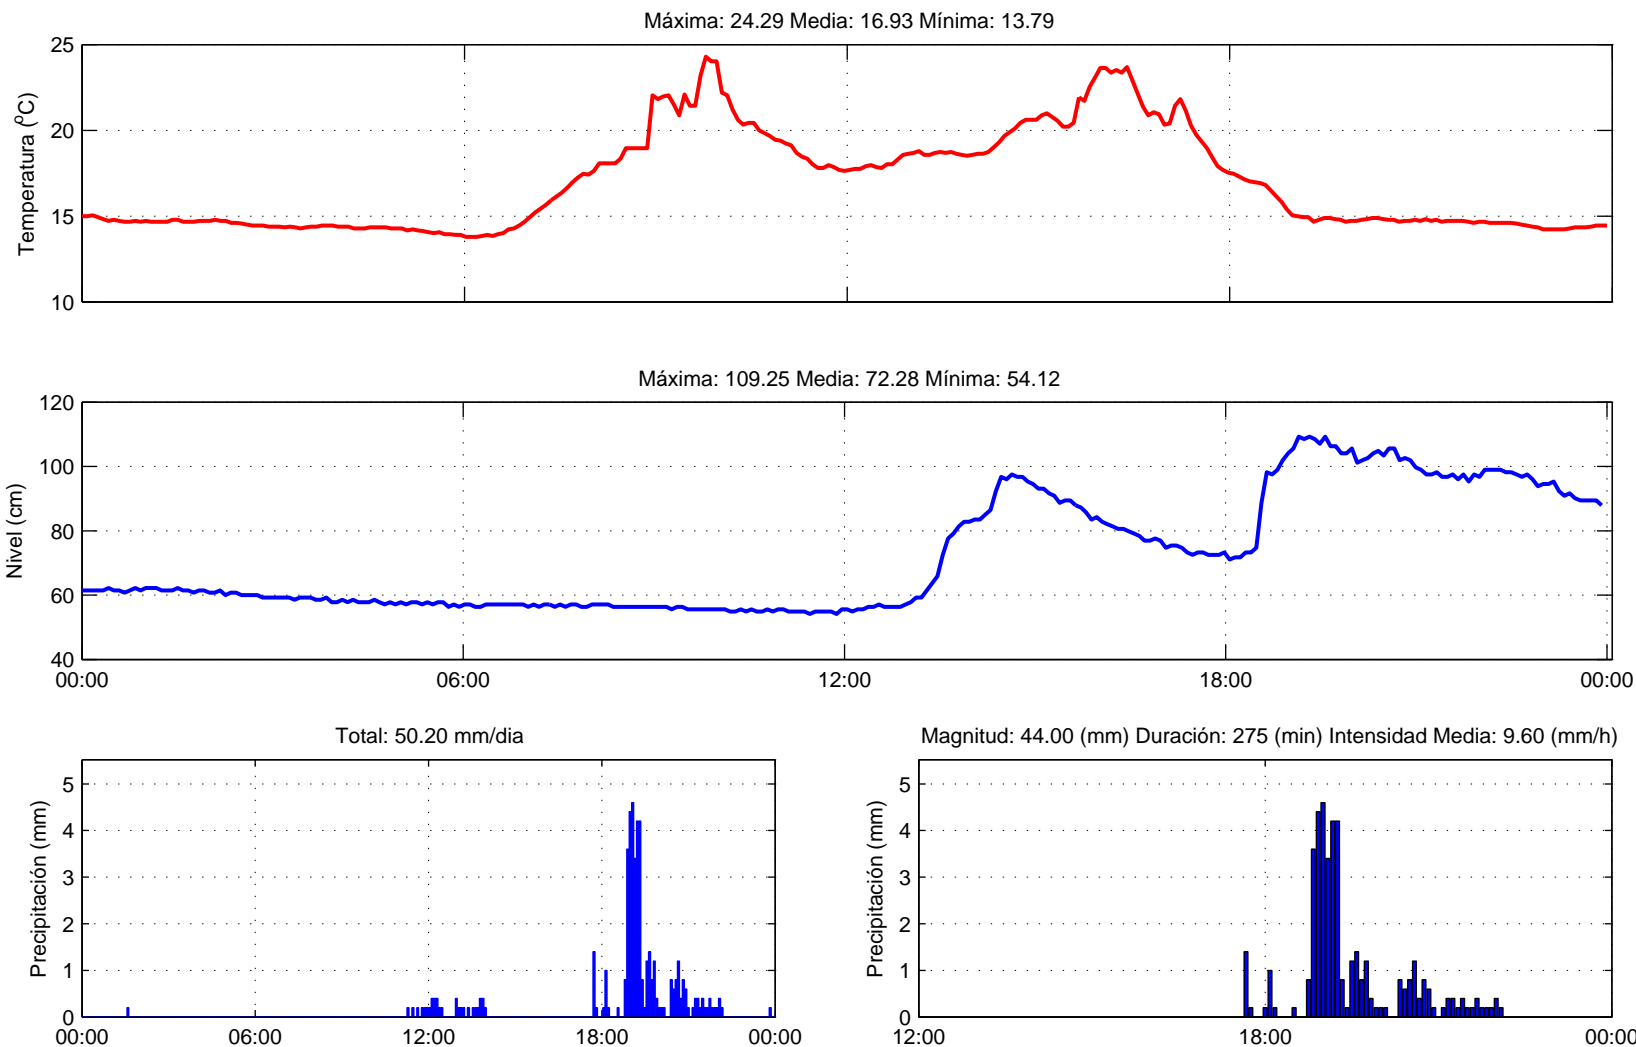 Máxima: 24.29 Media: 16.93 Mínima: 13.79
Temperatura (ºC)
25
20
15
10
Máxima: 109.25 Media: 72.28 Mínima: 54.12
Nivel (cm)
120
100
80
60
40
00:00 06:00 12:00 18:00 00:00
Total: 50.20 mm/dia
Precipitación (mm)
5
4
3
2
1
0
00:00 06:00 12:00 18:00 00:00
Magnitud: 44.00 (mm) Duración: 275 (min) Intensidad Media: 9.60 (mm/h)
Precipitación (mm)
5
4
3
2
1
0
12:00 18:00 00:00